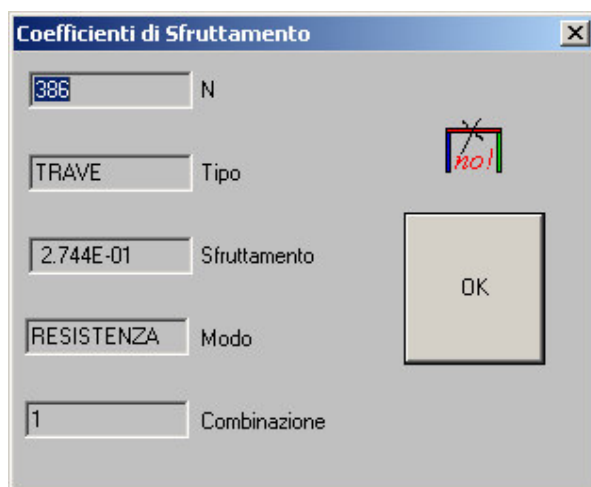 Coefficienti di Sfruttamento
386 N
no!
TRAVE Tipo
2.744E-01 Sfruttamento
OK
RESISTENZA Modo
1 Combinazione